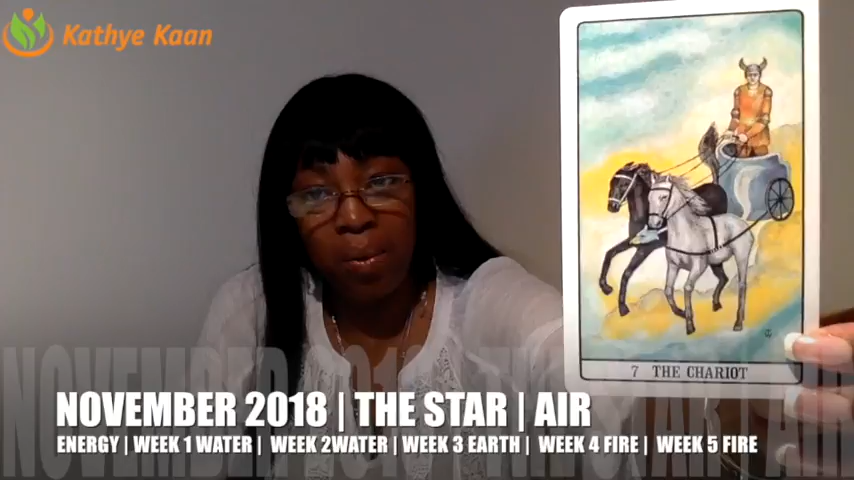 Kathye Kaan
7 THE CHARIOT
NOVEMBER 2018 | THE STAR | AIR
ENERGY | WEEK 1 WATER | WEEK 2WATER | WEEK 3 EARTH | WEEK 4 FIRE | WEEK 5 FIRE